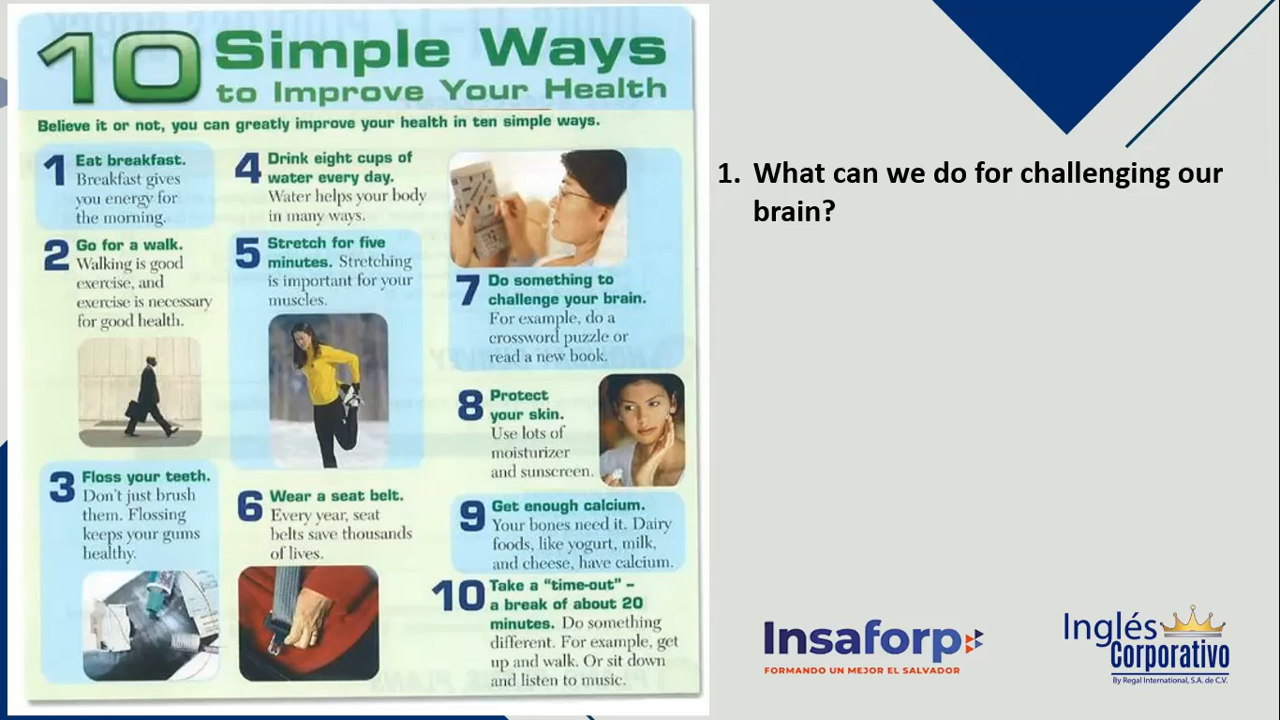 10 Simple Ways
to Improve Your Health
Believe it or not, you can greatly improve your health in ten simple ways.
1 Eat breakfast.
Breakfast gives
you energy for
the morning.
2 Go for a walk.
Walking is good
exercise, and
exercise is necessary
for good health.
3 Floss your teeth.
Don't just brush
them. Flossing
keeps your gums
healthy.
4 Drink eight cups of
water every day.
Water helps your body
in many ways.
5 Stretch for five
minutes. Stretching
is important for your
muscles.
6 Wear a seat belt.
Every year, seat
belts save thousands
of lives.
7 Do something to
challenge your brain.
For example, do a
crossword puzzle or
read a new book.
8 Protect
your skin.
Use lots of
moisturizer
and sunscreen.
9 Get enough calcium.
Your bones need it. Dairy
foods, like yogurt, milk,
and cheese, have calcium.
10 Take a “time-out” –
a break of about 20
minutes. Do something
different. For example, get
up and walk. Or sit down
and listen to music.
1. What can we do for challenging our
brain?
Insaforp
FORMANDO UN MEJOR EL SALVADOR
Inglés
Corporativo
By Regal International, S.A. de C.V.